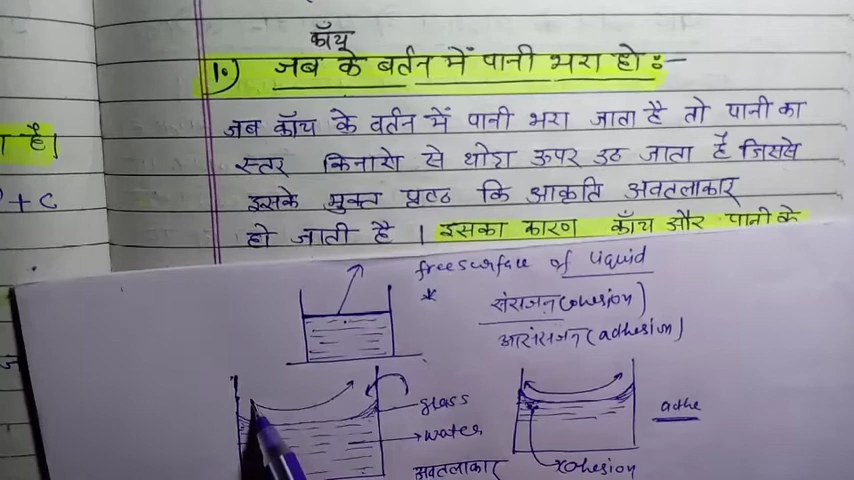 काँच
1.) जब के बर्तन में पानी भरा हो :-
जब काँच के बर्तन में पानी भरा जाता है तो पानी का
स्तर किनारो से थोड़ा ऊपर उठ जाता है जिससे
इसके मुक्त पृष्ठ कि आकृति अवतलाकार
हो जाती है । इसका कारण काँच और पानी के
है।
+ C
free surface of liquid
*
संसंजन (cohesion)
आसंजन (adhesion)
glass
water
अवतलाकार
adhe
cohesion